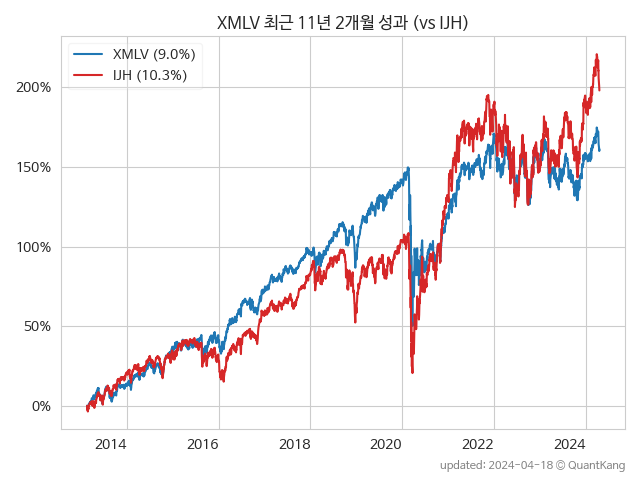 XMLV 최근 11년 2개월 성과 (vs IJH)
XMLV (9.0%)
IJH (10.3%)
200%
150%
100%
50%
0%
2014 2016 2018 2020 2022 2024
updated: 2024-04-18 © QuantKang